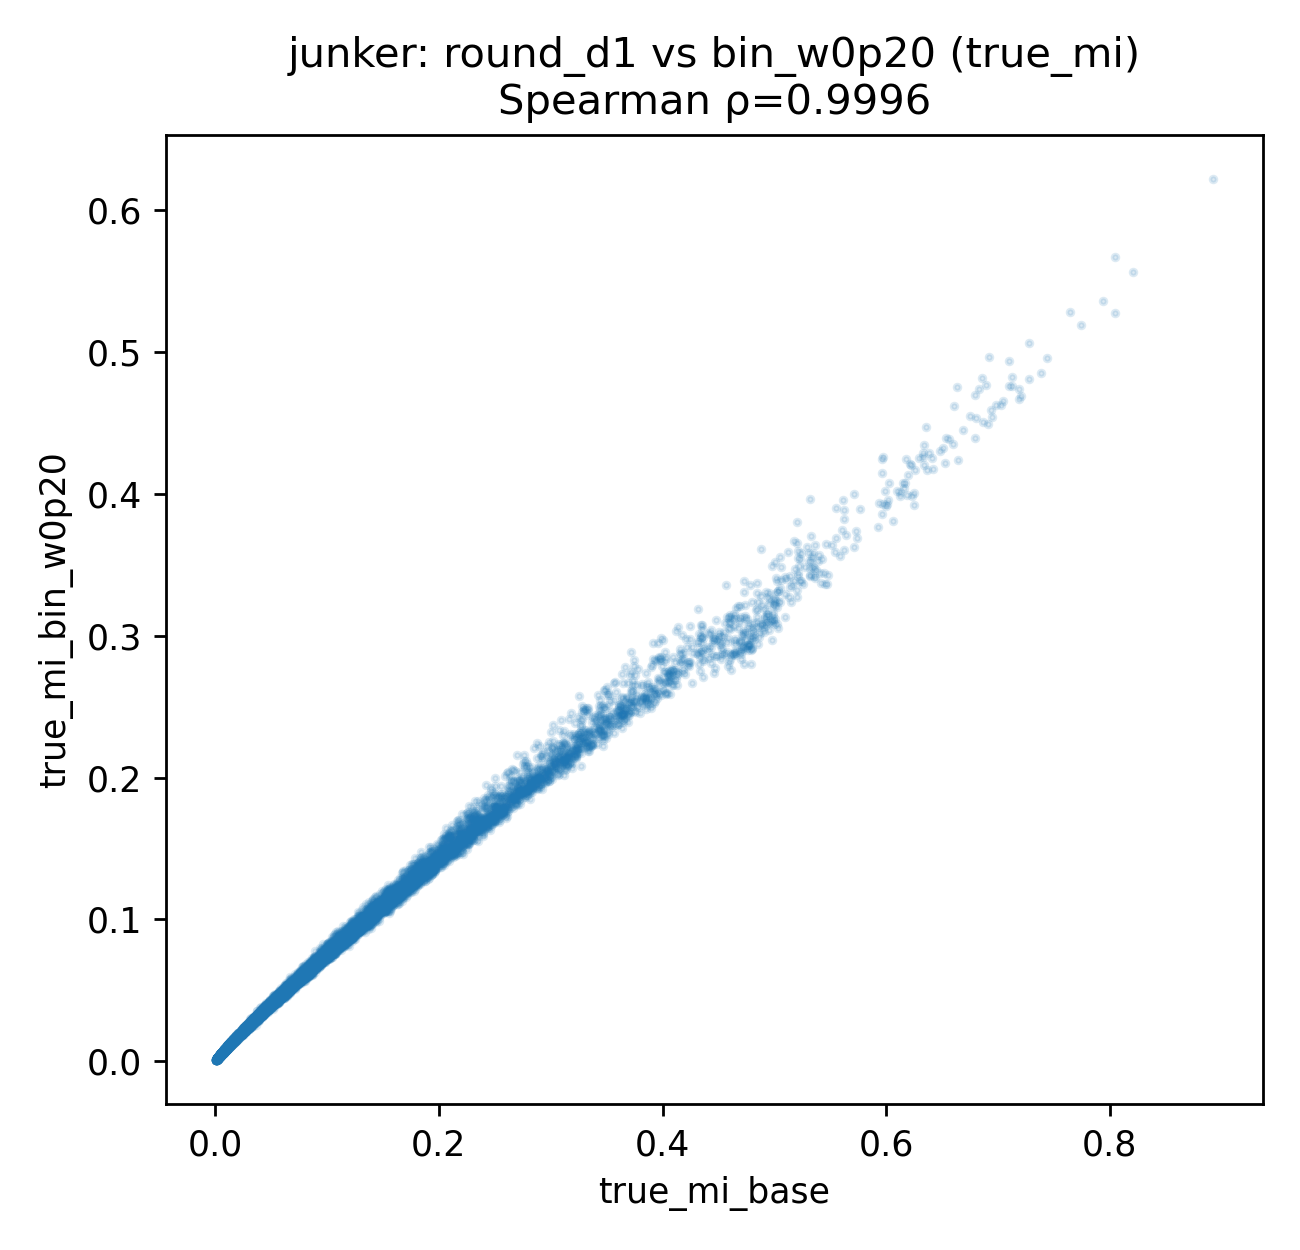 junker: round_d1 vs bin_w0p20 (true_mi)
Spearman ρ=0.9996
0.6
0.5
0.4
0.3
0.2
0.1
0.0
true_mi_bin_w0p20
0.0 0.2 0.4 0.6 0.8
true_mi_base